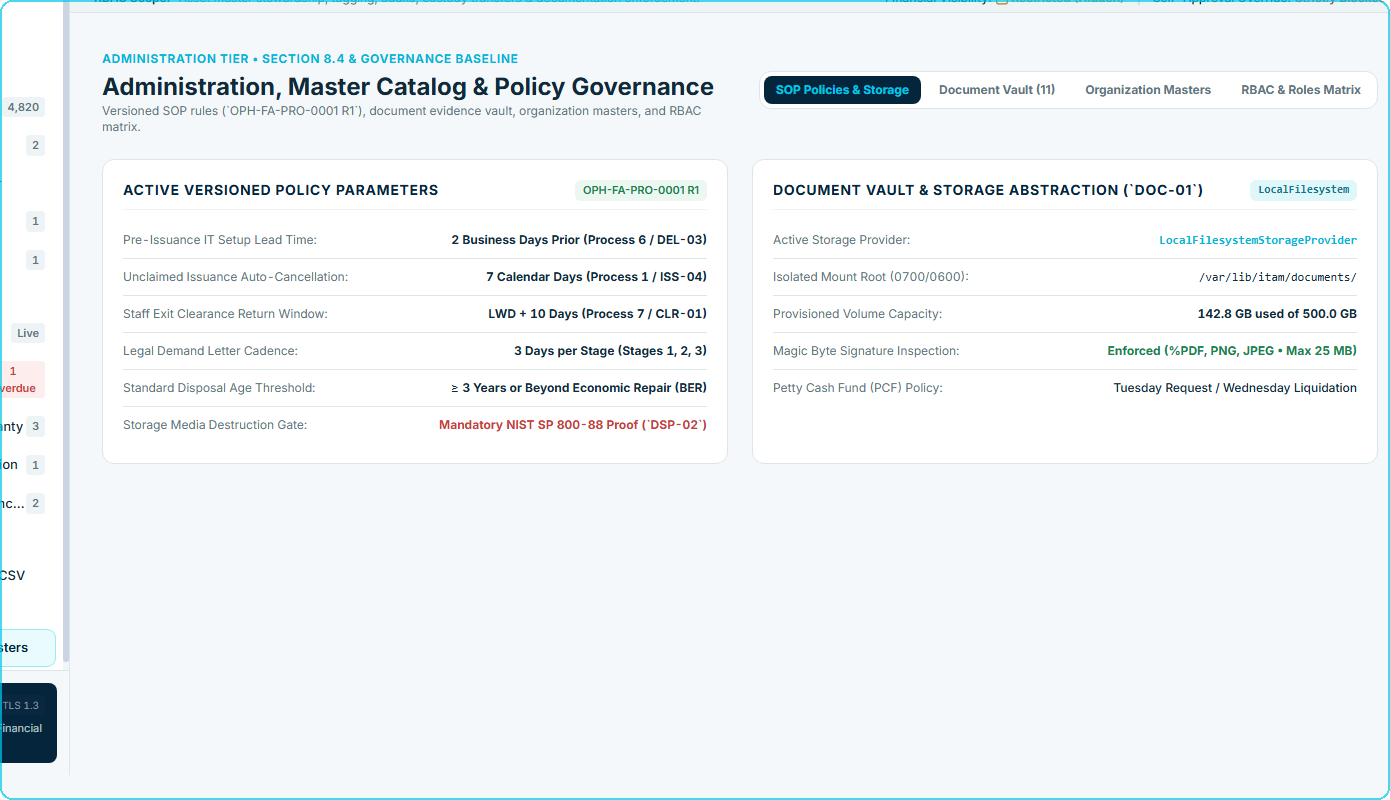 4,820
2
1
1
Live
1
verdue
anty 3
ion 1
nc... 2
CSV
sters
TLS 1.3
Financial
ADMINISTRATION TIER • SECTION 8.4 & GOVERNANCE BASELINE
Administration, Master Catalog & Policy Governance
Versioned SOP rules (`OPH-FA-PRO-0001 R1`), document evidence vault, organization masters, and RBAC
matrix.
SOP Policies & Storage Document Vault (11) Organization Masters RBAC & Roles Matrix
ACTIVE VERSIONED POLICY PARAMETERS OPH-FA-PRO-0001 R1
Pre-Issuance IT Setup Lead Time: 2 Business Days Prior (Process 6 / DEL-03)
Unclaimed Issuance Auto-Cancellation: 7 Calendar Days (Process 1 / ISS-04)
Staff Exit Clearance Return Window: LWD + 10 Days (Process 7 / CLR-01)
Legal Demand Letter Cadence: 3 Days per Stage (Stages 1, 2, 3)
Standard Disposal Age Threshold: ≥ 3 Years or Beyond Economic Repair (BER)
Storage Media Destruction Gate: Mandatory NIST SP 800-88 Proof (`DSP-02`)
DOCUMENT VAULT & STORAGE ABSTRACTION (`DOC-01`) LocalFilesystem
Active Storage Provider: LocalFilesystemStorageProvider
Isolated Mount Root (0700/0600): /var/lib/itam/documents/
Provisioned Volume Capacity: 142.8 GB used of 500.0 GB
Magic Byte Signature Inspection: Enforced (%PDF, PNG, JPEG • Max 25 MB)
Petty Cash Fund (PCF) Policy: Tuesday Request / Wednesday Liquidation